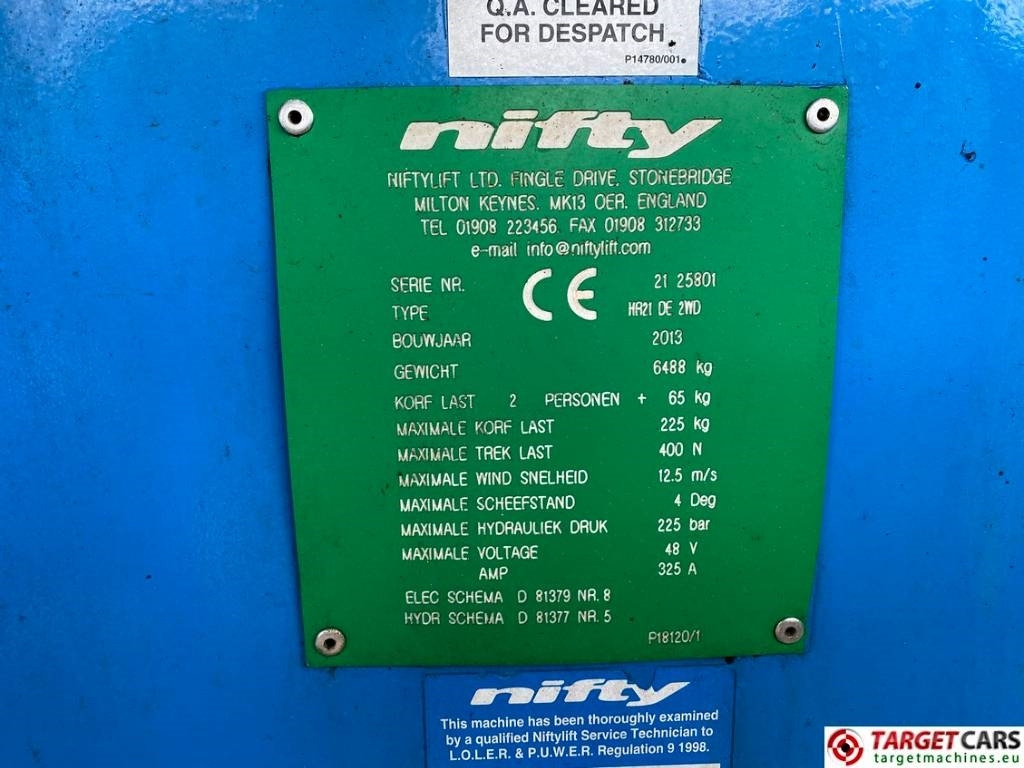 Q.A. CLEARED
FOR DESPATCH
P14780/001
nifty
NIFTYLIFT LTD. FINGLE DRIVE. STONEBRIDGE
MILTON KEYNES. MK13 OER. ENGLAND
TEL 01908 223456 FAX 01908 312733
e-mail info@niftylift.com
SERIE NR. CE 21 25801
TYPE HR21 DE 2WD
BOUWJAAR 2013
GEWICHT 6488 kg
KORF LAST 2 PERSONEN + 65 kg
MAXIMALE KORF LAST 225 kg
MAXIMALE TREK LAST 400 N
MAXIMALE WIND SNELHEID 12.5 m/s
MAXIMALE SCHEEFSTAND 4 Deg
MAXIMALE HYDRAULIEK DRUK 225 bar
MAXIMALE VOLTAGE 48 V
AMP 325 A
ELEC SCHEMA D 81379 NR. 8
HYDR SCHEMA D 81377 NR. 5
P18120/1
nifty
This machine has been thoroughly examined
by a qualified Niftylift Service Technician to
L.O.L.E.R. & P.U.W.E.R. Regulation 9 1998.
TARGETCARS
targetmachines.eu